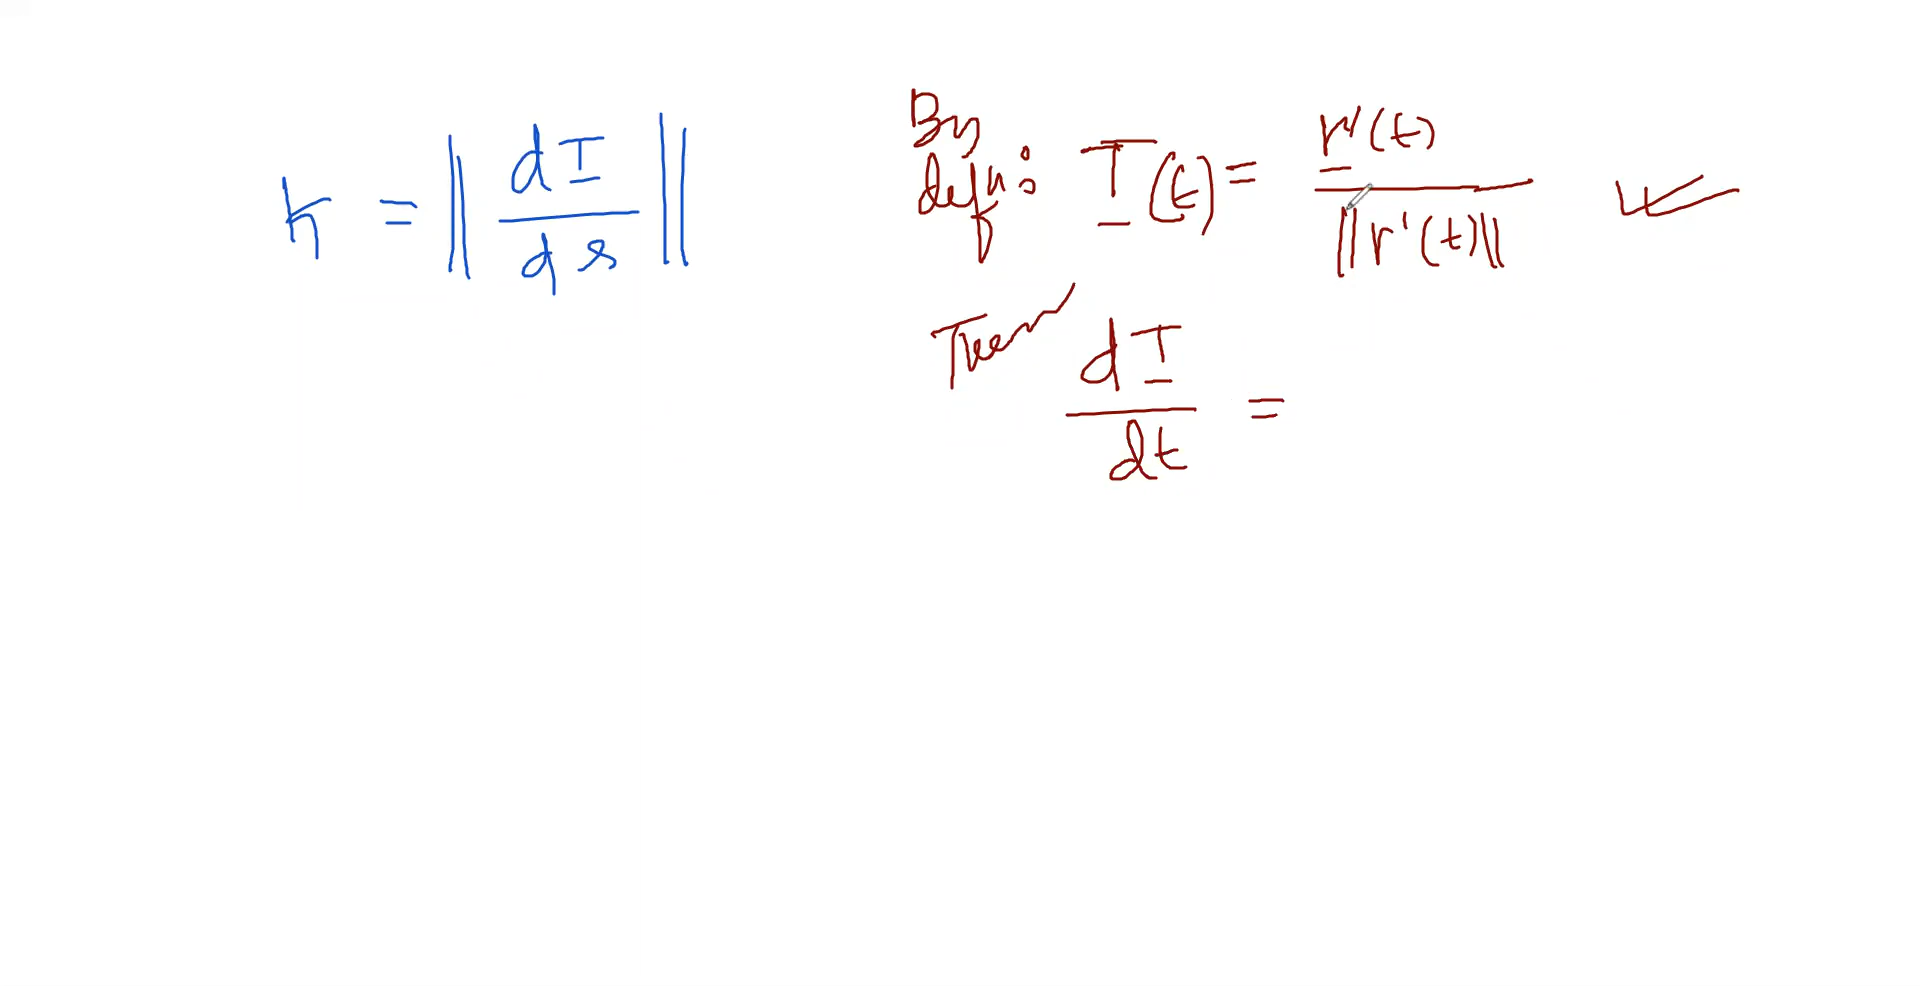 κ = ‖ dT / ds ‖
By defn: T(t) = r'(t) / ‖r'(t)‖
Then dT / dt =